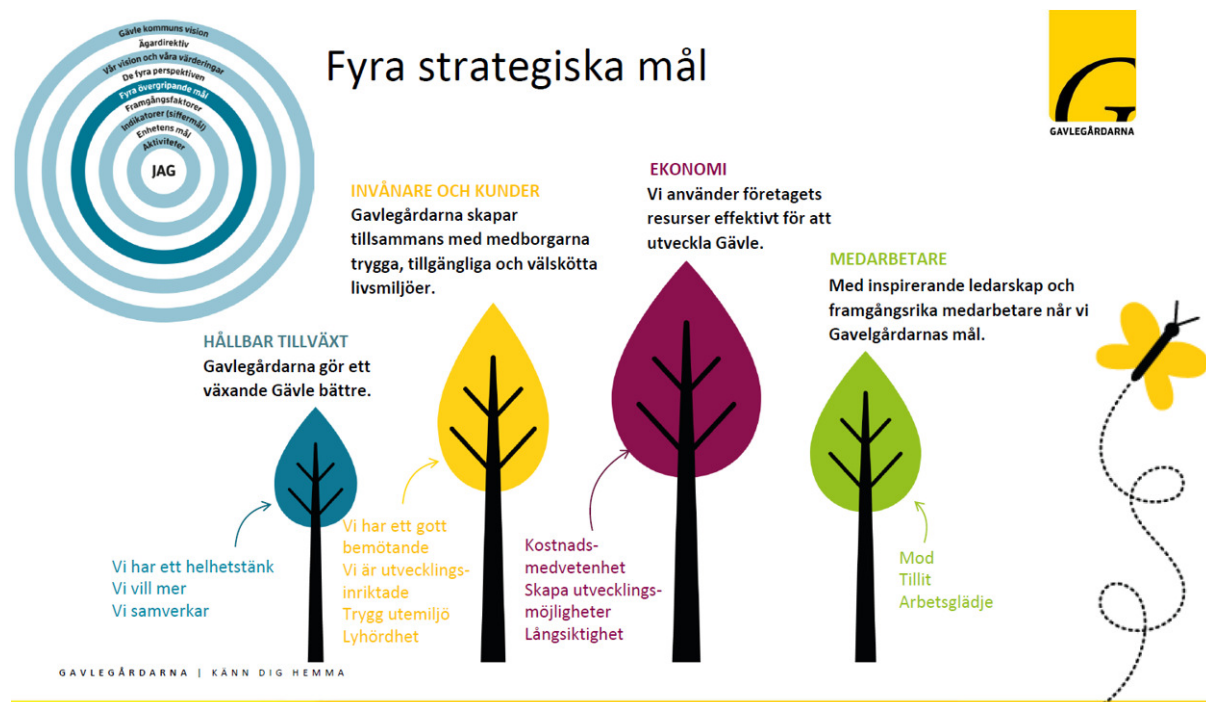 Gävle kommuns vision
Ägardirektiv
Vår vision och våra värderingar
De fyra perspektiven
Fyra övergripande mål
Framgångsfaktorer
Indikatorer (siffermål)
Enhetens mål
Aktiviteter
JAG
Fyra strategiska mål
G
GAVLEGÅRDARNA
HÅLLBAR TILLVÄXT
Gavlegårdarna gör ett
växande Gävle bättre.
INVÅNARE OCH KUNDER
Gavlegårdarna skapar
tillsammans med medborgarna
trygga, tillgängliga och välskötta
livsmiljöer.
EKONOMI
Vi använder företagets
resurser effektivt för att
utveckla Gävle.
MEDARBETARE
Med inspirerande ledarskap och
framgångsrika medarbetare når vi
Gavelgårdarnas mål.
Vi har ett helhetstänk
Vi vill mer
Vi samverkar
Vi har ett gott
bemötande
Vi är utvecklings-
inriktade
Trygg utemiljö
Lyhördhet
Kostnads-
medvetenhet
Skapa utvecklings-
möjligheter
Långsiktighet
Mod
Tillit
Arbetsglädje
GAVLEGÅRDARNA | KÄNN DIG HEMMA